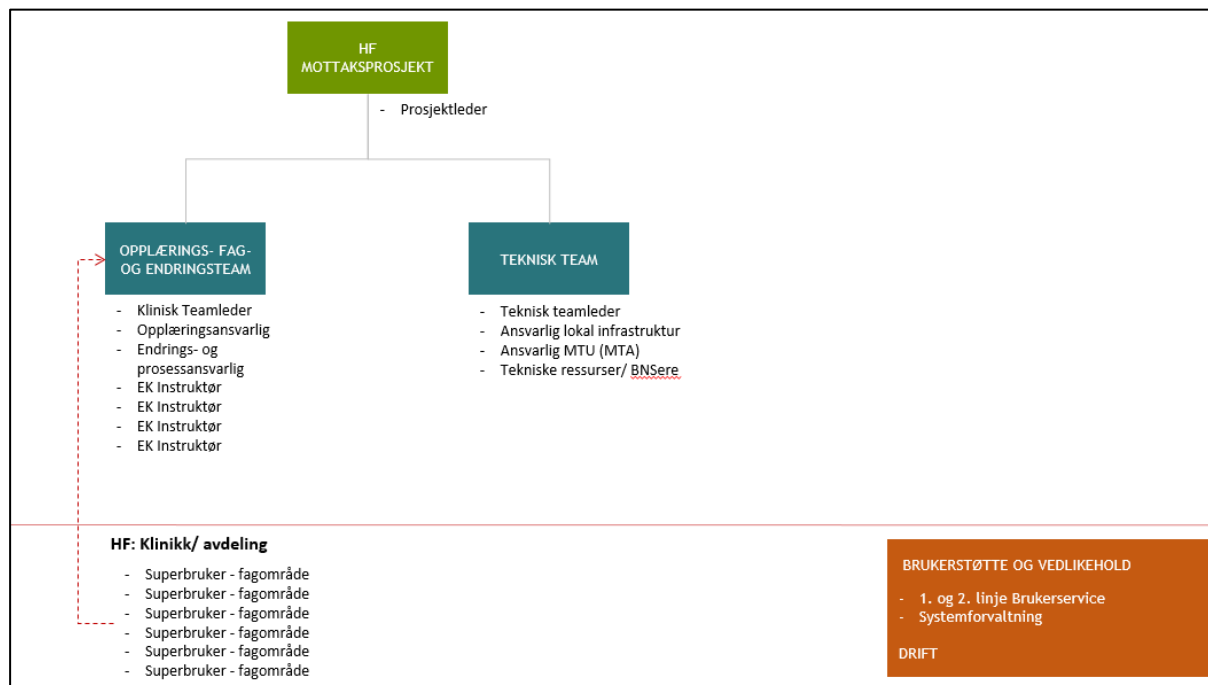 HF
MOTTAKSPROSJEKT
- Prosjektleder
OPPLÆRINGS- FAG-
OG ENDRINGSTEAM
- Klinisk Teamleder
- Opplæringsansvarlig
- Endrings- og
prosessansvarlig
- EK Instruktør
- EK Instruktør
- EK Instruktør
- EK Instruktør
TEKNISK TEAM
- Teknisk teamleder
- Ansvarlig lokal infrastruktur
- Ansvarlig MTU (MTA)
- Tekniske ressurser/ BNSere
HF: Klinikk/ avdeling
- Superbruker - fagområde
- Superbruker - fagområde
- Superbruker - fagområde
- Superbruker - fagområde
- Superbruker - fagområde
- Superbruker - fagområde
BRUKERSTØTTE OG VEDLIKEHOLD
- 1. og 2. linje Brukerservice
- Systemforvaltning
DRIFT